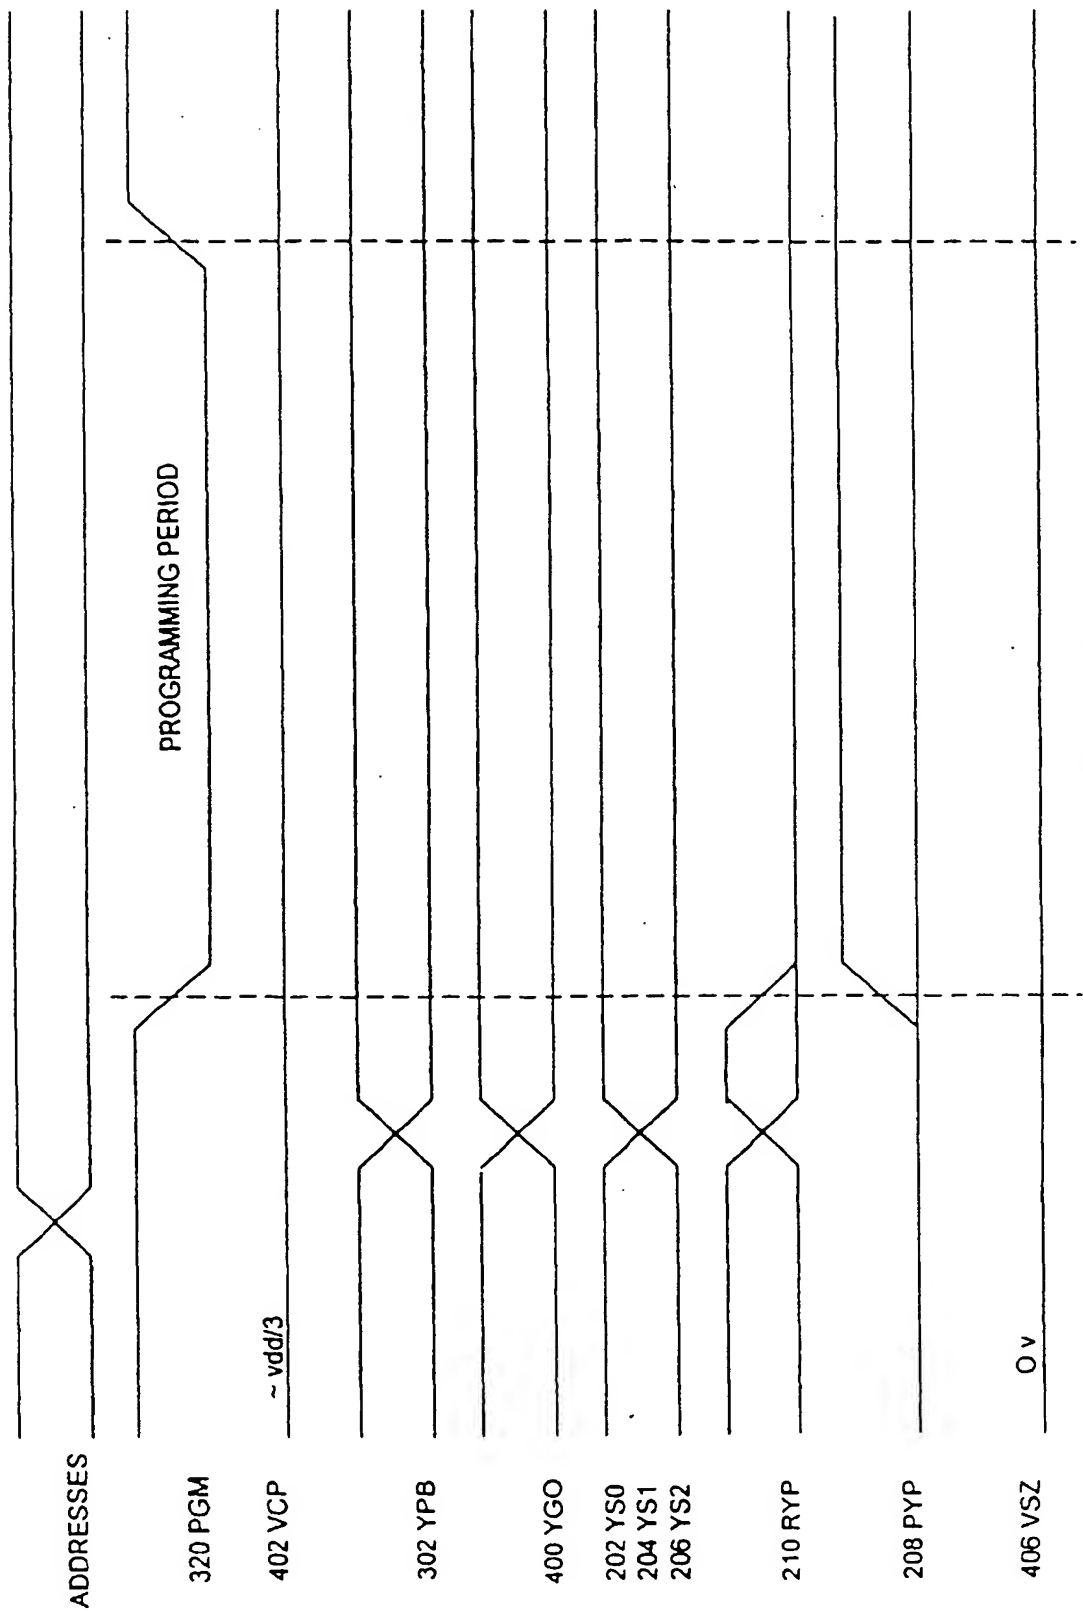 ADDRESSES
320 PGM
PROGRAMMING PERIOD
402 VCP
~ vdd/3
302 YPB
400 YGO
202 YS0
204 YS1
206 YS2
210 RYP
208 PYP
406 VSZ
O v